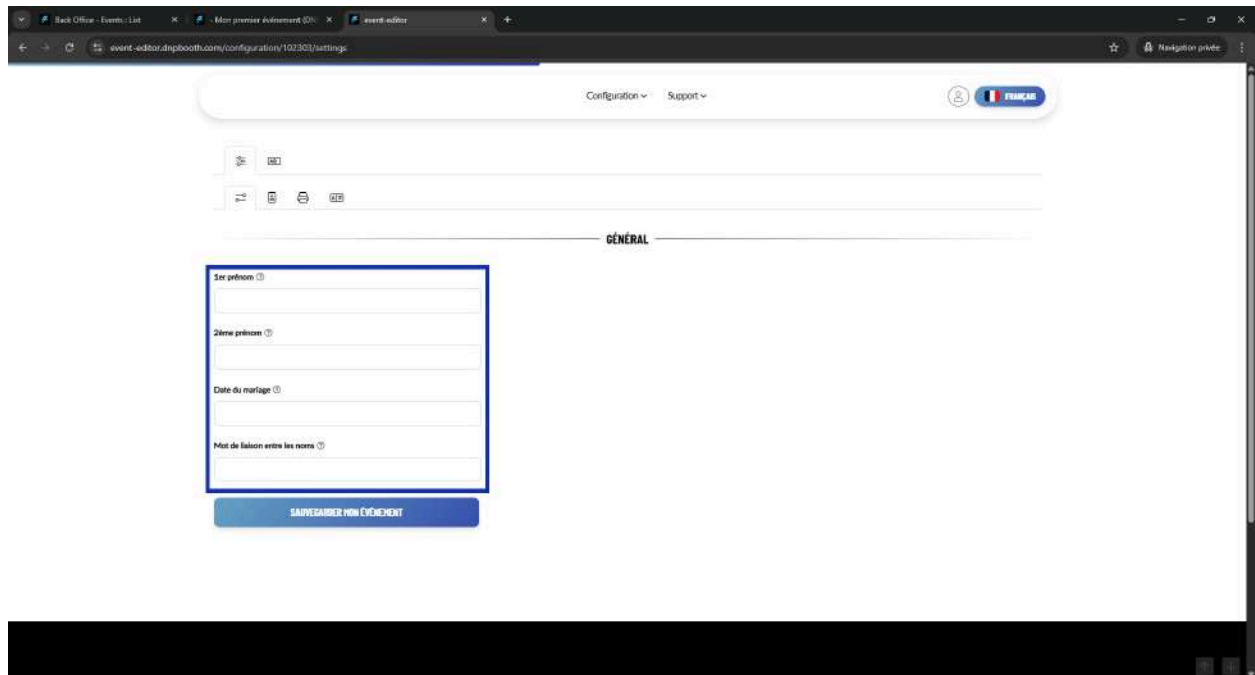 Back Office - Events : List
- Mon premier événement (DN
event-editor
event-editor.dnpbooth.com/configuration/102303/settings
Navigation privée
Configuration
Support
FRANÇAIS
GÉNÉRAL
1er prénom
2ème prénom
Date du mariage
Mot de liaison entre les noms
SAUVEGARDER MON ÉVÉNEMENT